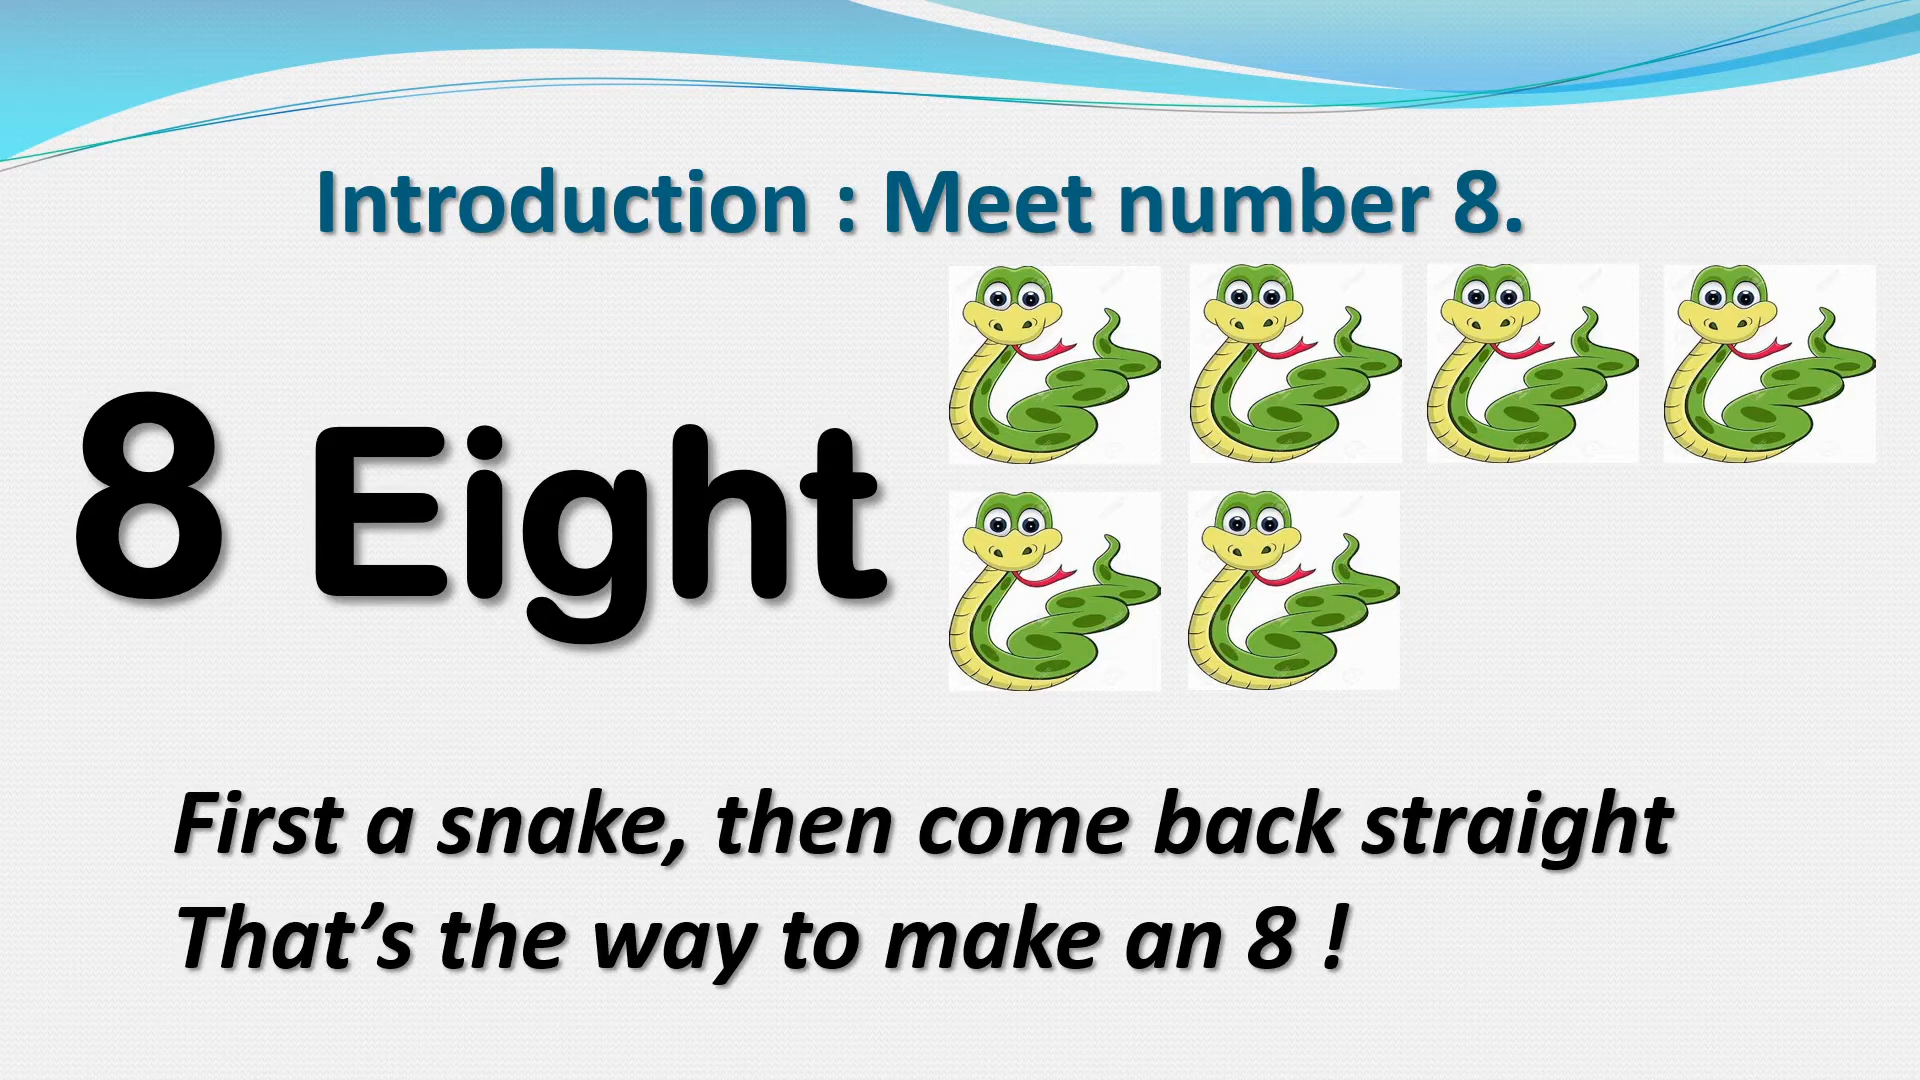 Introduction : Meet number 8.
8 Eight
First a snake, then come back straight
That’s the way to make an 8 !